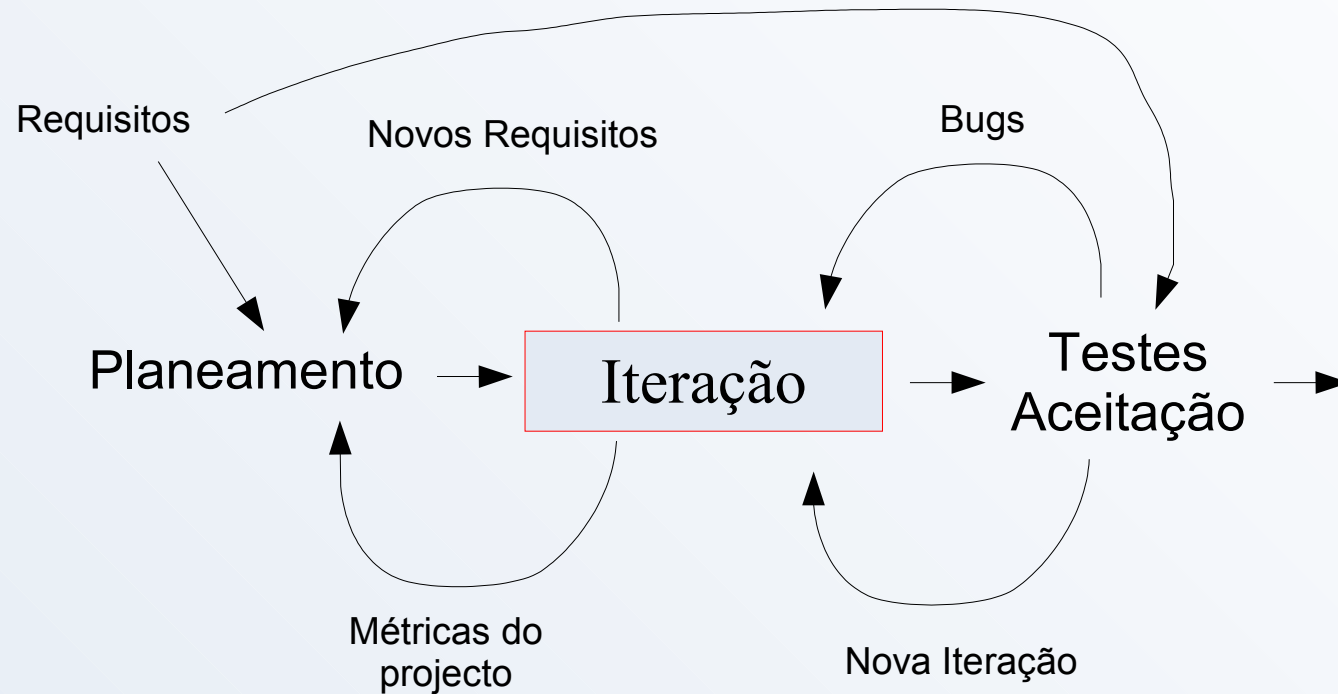 Requisitos
Novos Requisitos
Bugs
Planeamento
Iteração
Testes
Aceitação
Métricas do
projecto
Nova Iteração